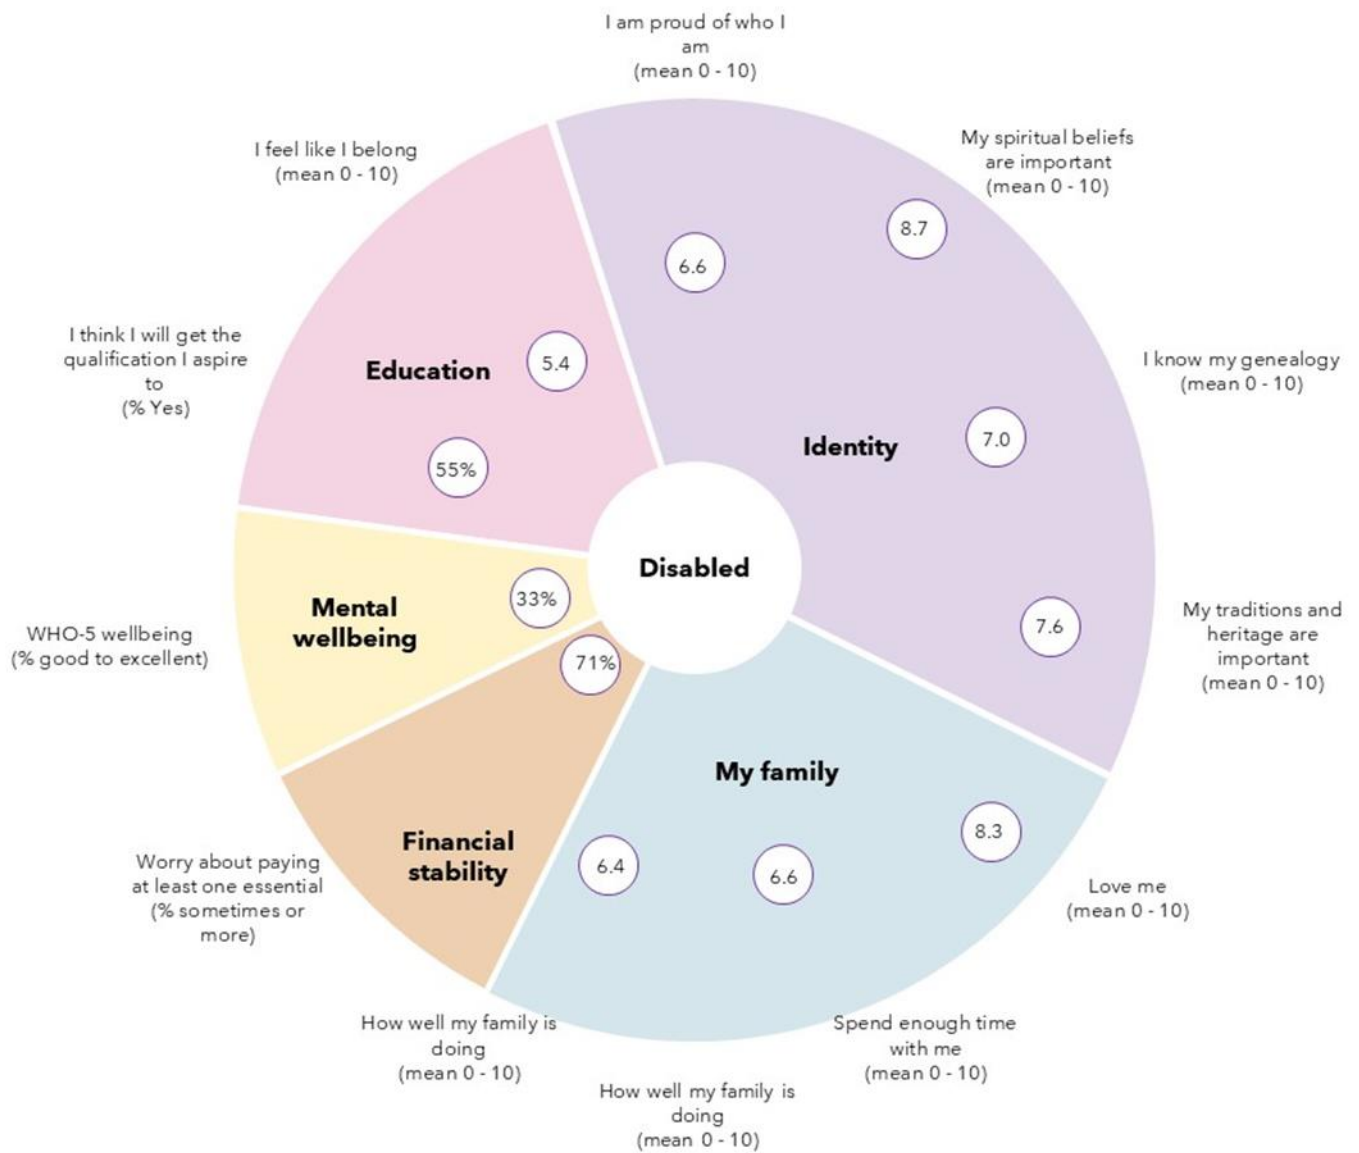 I am proud of who I
am
(mean 0 - 10)
My spiritual beliefs
are important
(mean 0 - 10)
I feel like I belong
(mean 0 - 10)
8.7
6.6
I think I will get the
qualification I aspire
to
(% Yes)
Education
5.4
I know my genealogy
(mean 0 - 10)
Identity
7.0
55%
Disabled
33%
Mental
wellbeing
WHO-5 wellbeing
(% good to excellent)
7.6
My traditions and
heritage are
important
(mean 0 - 10)
71%
My family
Financial
stability
6.4
6.6
8.3
Worry about paying
at least one essential
(% sometimes or
more)
Love me
(mean 0 - 10)
How well my family is
doing
(mean 0 - 10)
Spend enough time
with me
(mean 0 - 10)
How well my family is
doing
(mean 0 - 10)